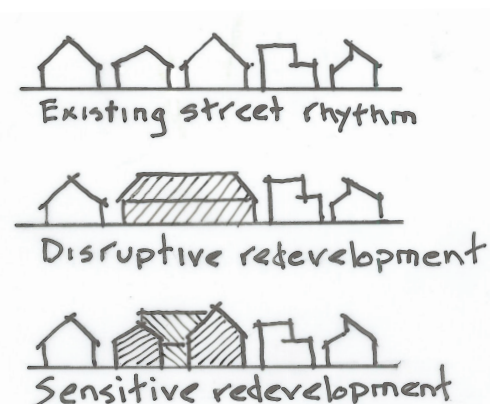 Existing street rhythm
Disruptive redevelopment
Sensitive redevelopment